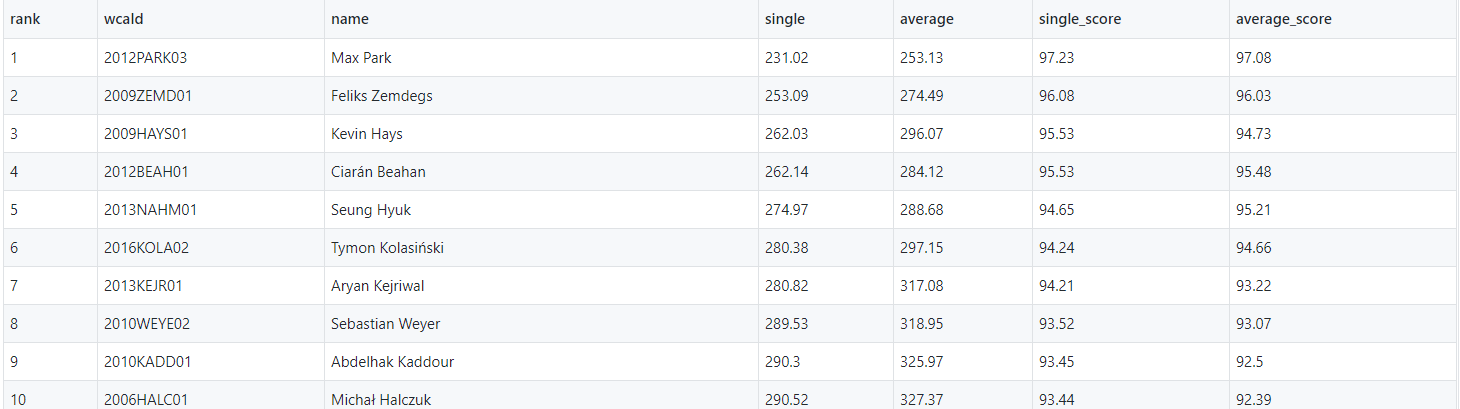 rank wcaId name single average single_score average_score
1 2012PARK03 Max Park 231.02 253.13 97.23 97.08
2 2009ZEMD01 Feliks Zemdegs 253.09 274.49 96.08 96.03
3 2009HAYS01 Kevin Hays 262.03 296.07 95.53 94.73
4 2012BEAH01 Ciarán Beahan 262.14 284.12 95.53 95.48
5 2013NAHM01 Seung Hyuk 274.97 288.68 94.65 95.21
6 2016KOLA02 Tymon Kolasiński 280.38 297.15 94.24 94.66
7 2013KEJR01 Aryan Kejriwal 280.82 317.08 94.21 93.22
8 2010WEYE02 Sebastian Weyer 289.53 318.95 93.52 93.07
9 2010KADD01 Abdelhak Kaddour 290.3 325.97 93.45 92.5
10 2006HALC01 Michał Halczuk 290.52 327.37 93.44 92.39